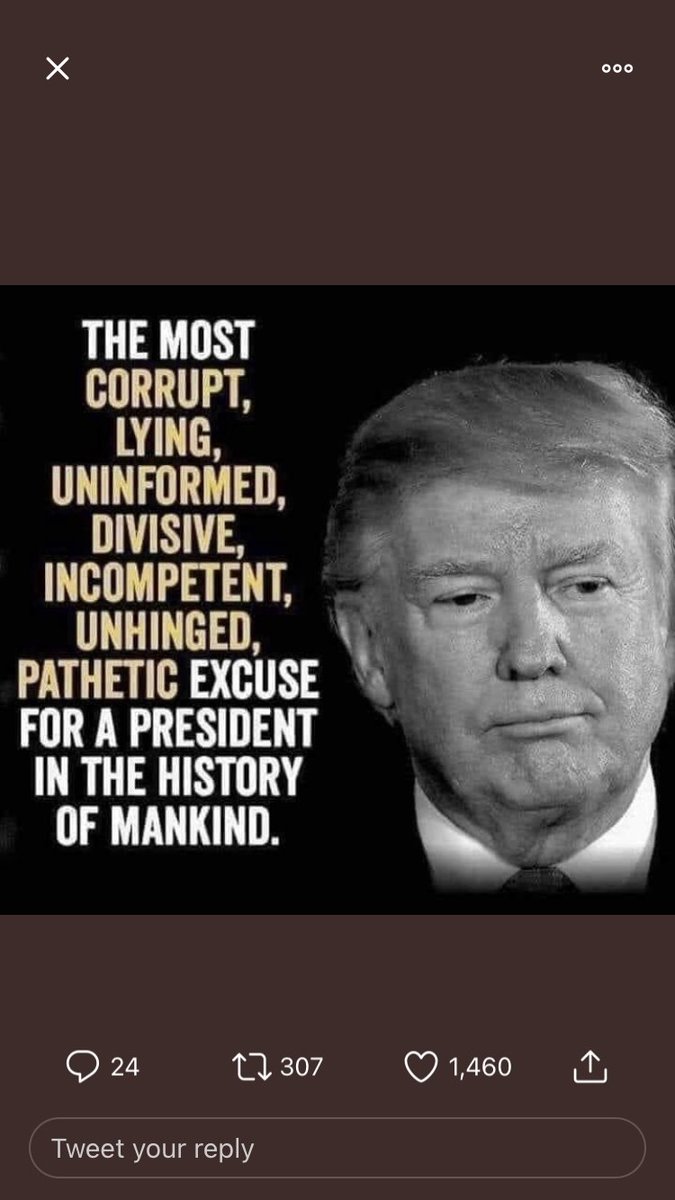 THE MOST
CORRUPT,
LYING,
UNINFORMED,
DIVISIVE,
INCOMPETENT,
UNHINGED,
PATHETIC EXCUSE
FOR A PRESIDENT
IN THE HISTORY
OF MANKIND.
24 307 1,460
Tweet your reply